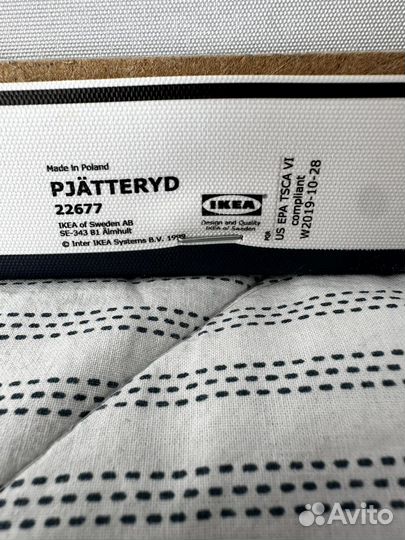 Made in Poland
PJÄTTERYD
22677
IKEA of Sweden AB
SE-343 81 Älmhult
© Inter IKEA Systems B.V. 1999
IKEA
Design and Quality
IKEA of Sweden
US EPA TSCA VI
compliant
W2019-10-28
Avito